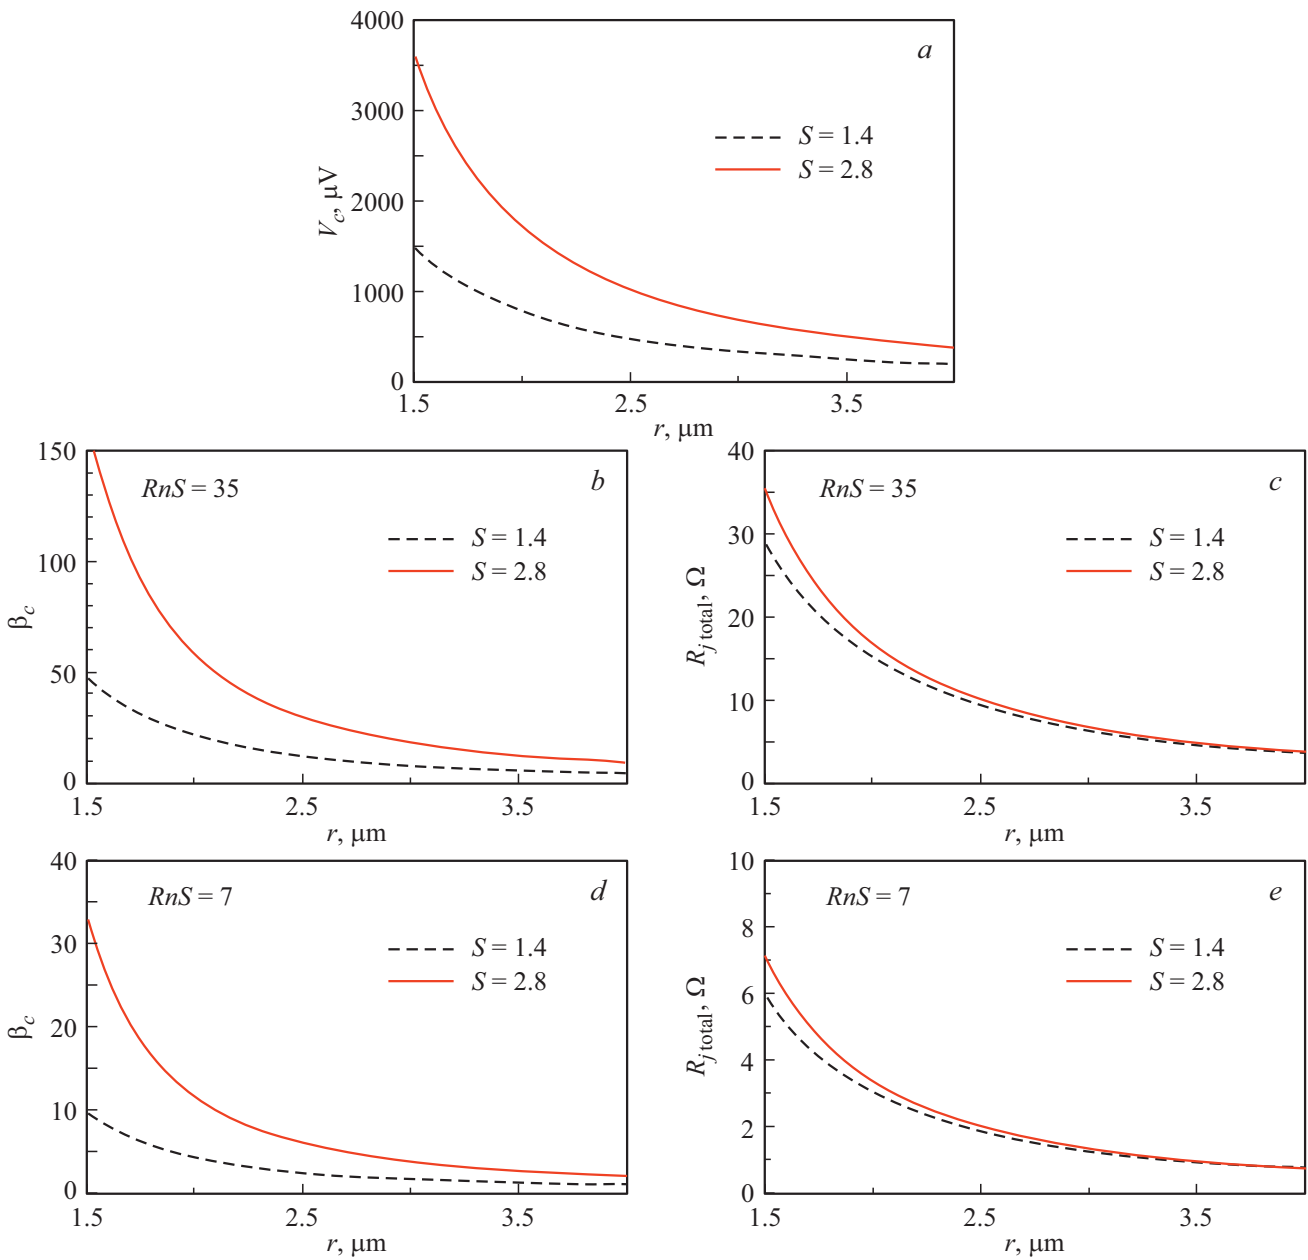 a
4000
3000
2000
1000
0
V_c, μV
S = 1.4
S = 2.8
1.5 2.5 3.5
r, μm
b
RnS = 35
150
100
50
0
β_c
S = 1.4
S = 2.8
1.5 2.5 3.5
r, μm
c
RnS = 35
40
30
20
10
0
R_j total, Ω
S = 1.4
S = 2.8
1.5 2.5 3.5
r, μm
d
RnS = 7
40
30
20
10
0
β_c
S = 1.4
S = 2.8
1.5 2.5 3.5
r, μm
e
RnS = 7
10
8
6
4
2
0
R_j total, Ω
S = 1.4
S = 2.8
1.5 2.5 3.5
r, μm